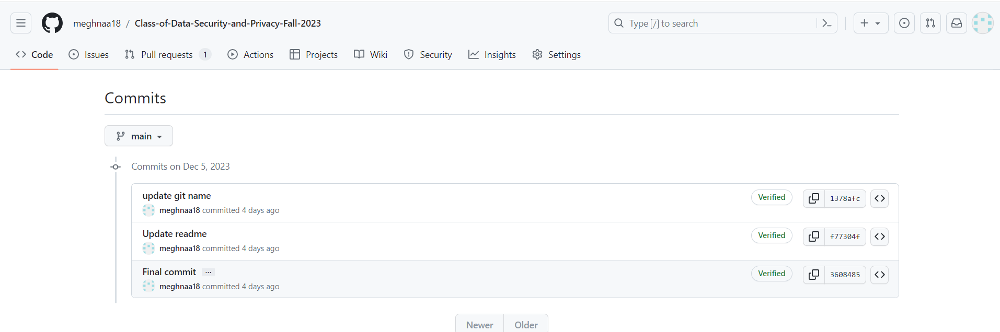 meghnaa18 / Class-of-Data-Security-and-Privacy-Fall-2023
Type / to search
Code Issues Pull requests 1 Actions Projects Wiki Security Insights Settings
Commits
main
Commits on Dec 5, 2023
update git name
Verified 1378afc
meghnaa18 committed 4 days ago
Update readme
Verified f77304f
meghnaa18 committed 4 days ago
Final commit ...
Verified 3608485
meghnaa18 committed 4 days ago
Newer Older